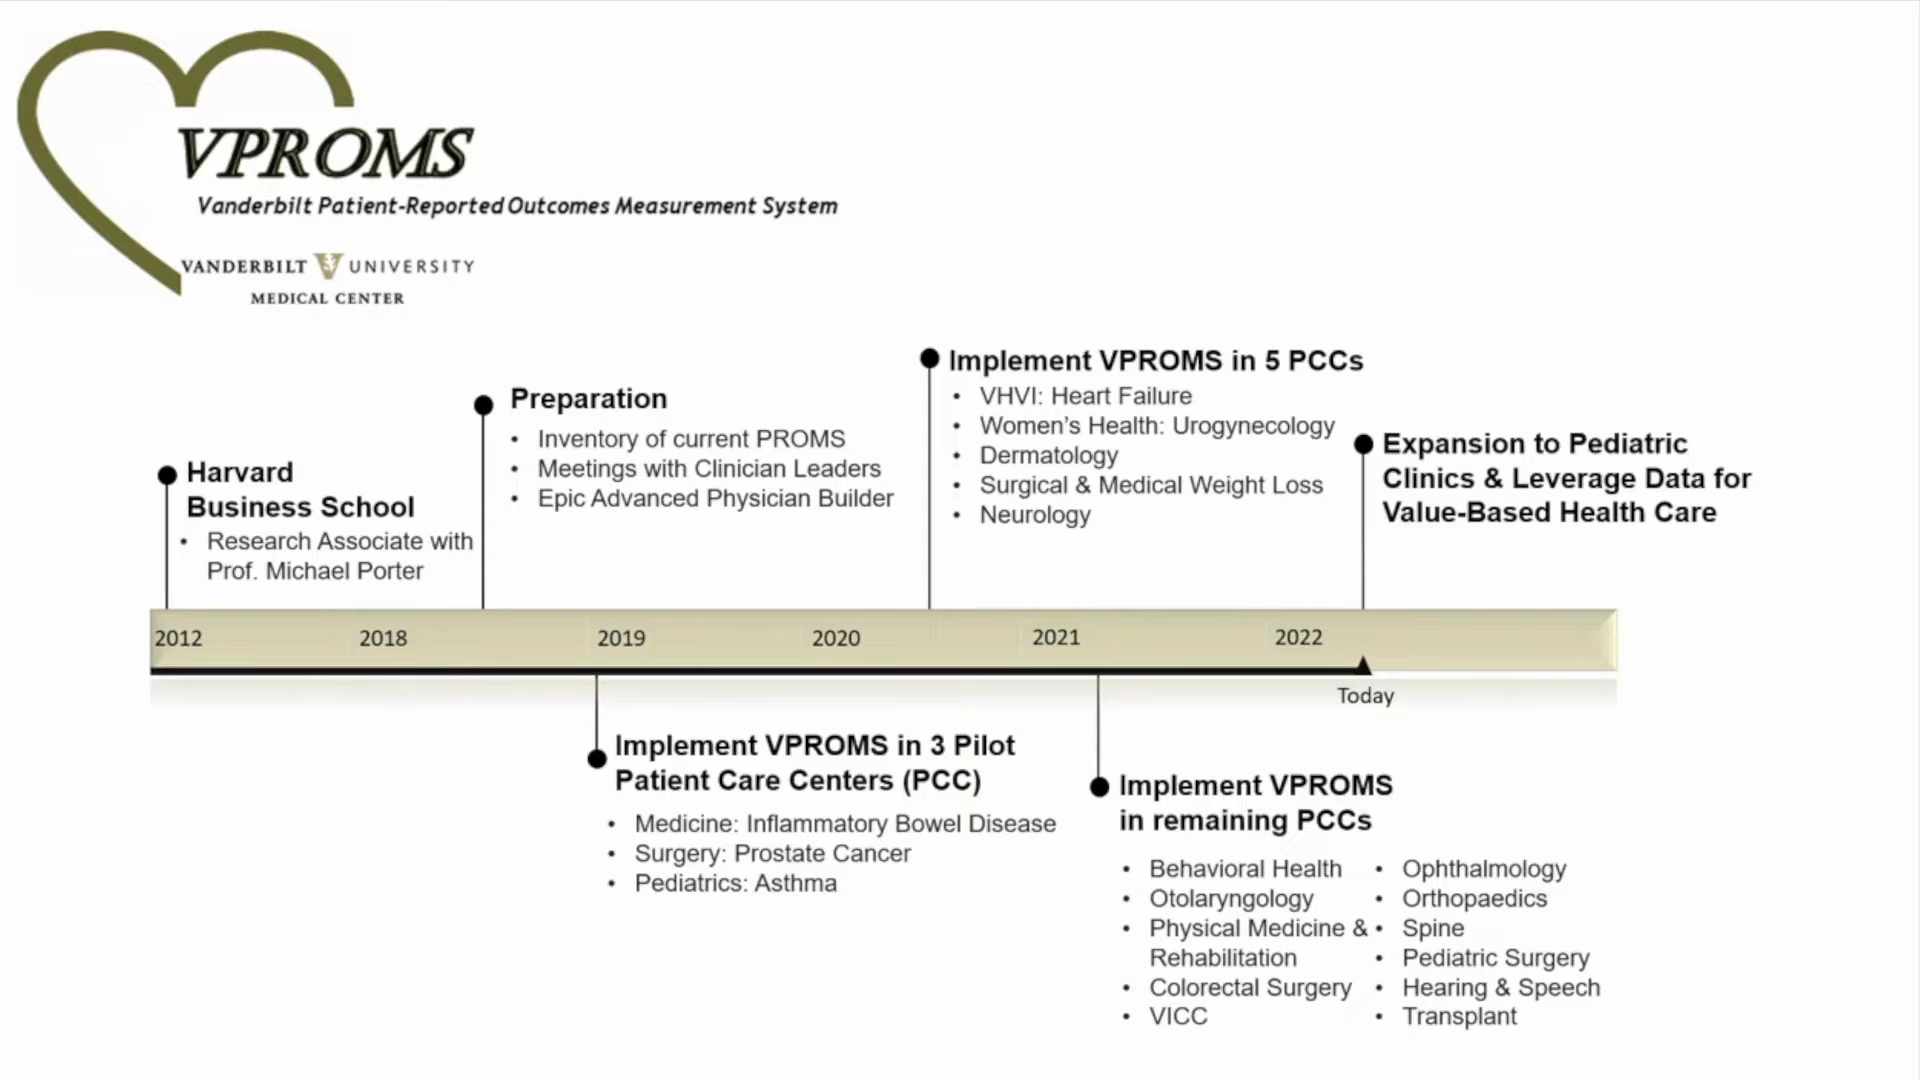 VPROMS
Vanderbilt Patient-Reported Outcomes Measurement System
VANDERBILT V UNIVERSITY
MEDICAL CENTER
Harvard
Business School
• Research Associate with
Prof. Michael Porter
Preparation
• Inventory of current PROMS
• Meetings with Clinician Leaders
• Epic Advanced Physician Builder
Implement VPROMS in 5 PCCs
• VHVI: Heart Failure
• Women’s Health: Urogynecology
• Dermatology
• Surgical & Medical Weight Loss
• Neurology
Expansion to Pediatric
Clinics & Leverage Data for
Value-Based Health Care
2012 2018 2019 2020 2021 2022
Today
Implement VPROMS in 3 Pilot
Patient Care Centers (PCC)
• Medicine: Inflammatory Bowel Disease
• Surgery: Prostate Cancer
• Pediatrics: Asthma
Implement VPROMS
in remaining PCCs
• Behavioral Health
• Otolaryngology
• Physical Medicine &
Rehabilitation
• Colorectal Surgery
• VICC
• Ophthalmology
• Orthopaedics
• Spine
• Pediatric Surgery
• Hearing & Speech
• Transplant